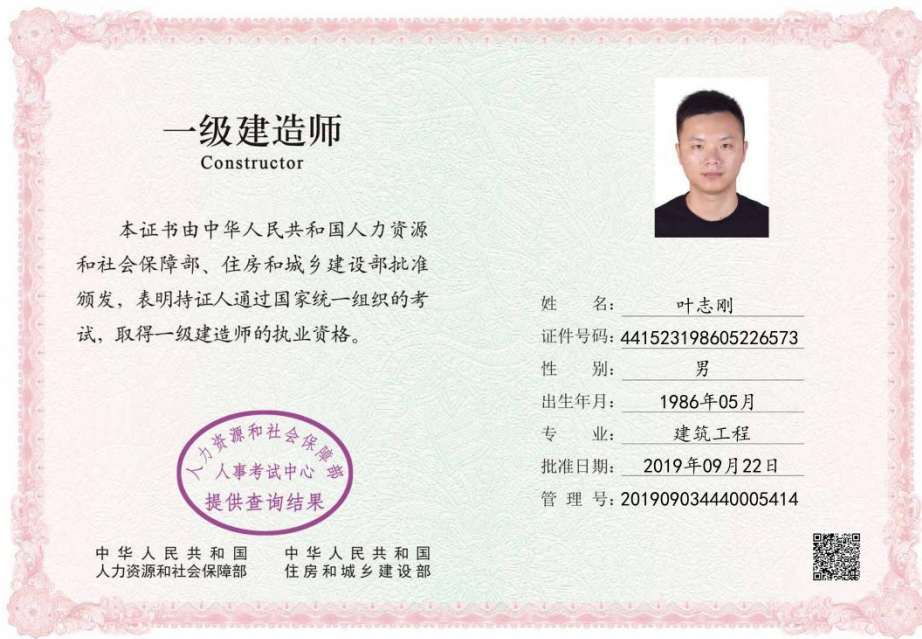 一级建造师
Constructor
本证书由中华人民共和国人力资源
和社会保障部、住房和城乡建设部批准
颁发，表明持证人通过国家统一组织的考
试，取得一级建造师的执业资格。
人力资源和社会保障部
人事考试中心
提供查询结果
中华人民共和国
人力资源和社会保障部
中华人民共和国
住房和城乡建设部
姓 名：叶志刚
证件号码：441523198605226573
性 别：男
出生年月：1986年05月
专 业：建筑工程
批准日期：2019年09月22日
管 理 号：201909034440005414